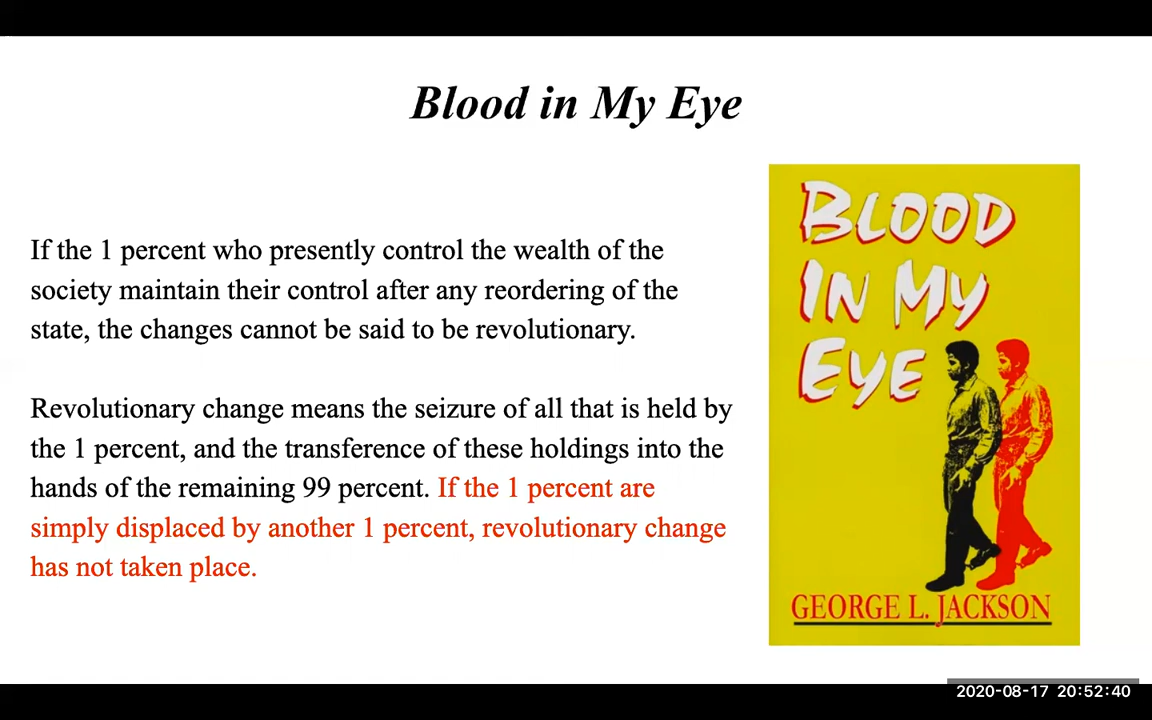 Blood in My Eye
If the 1 percent who presently control the wealth of the
society maintain their control after any reordering of the
state, the changes cannot be said to be revolutionary.
Revolutionary change means the seizure of all that is held by
the 1 percent, and the transference of these holdings into the
hands of the remaining 99 percent. If the 1 percent are
simply displaced by another 1 percent, revolutionary change
has not taken place.
BLOOD
IN MY
EYE
GEORGE L. JACKSON
2020-08-17 20:52:40